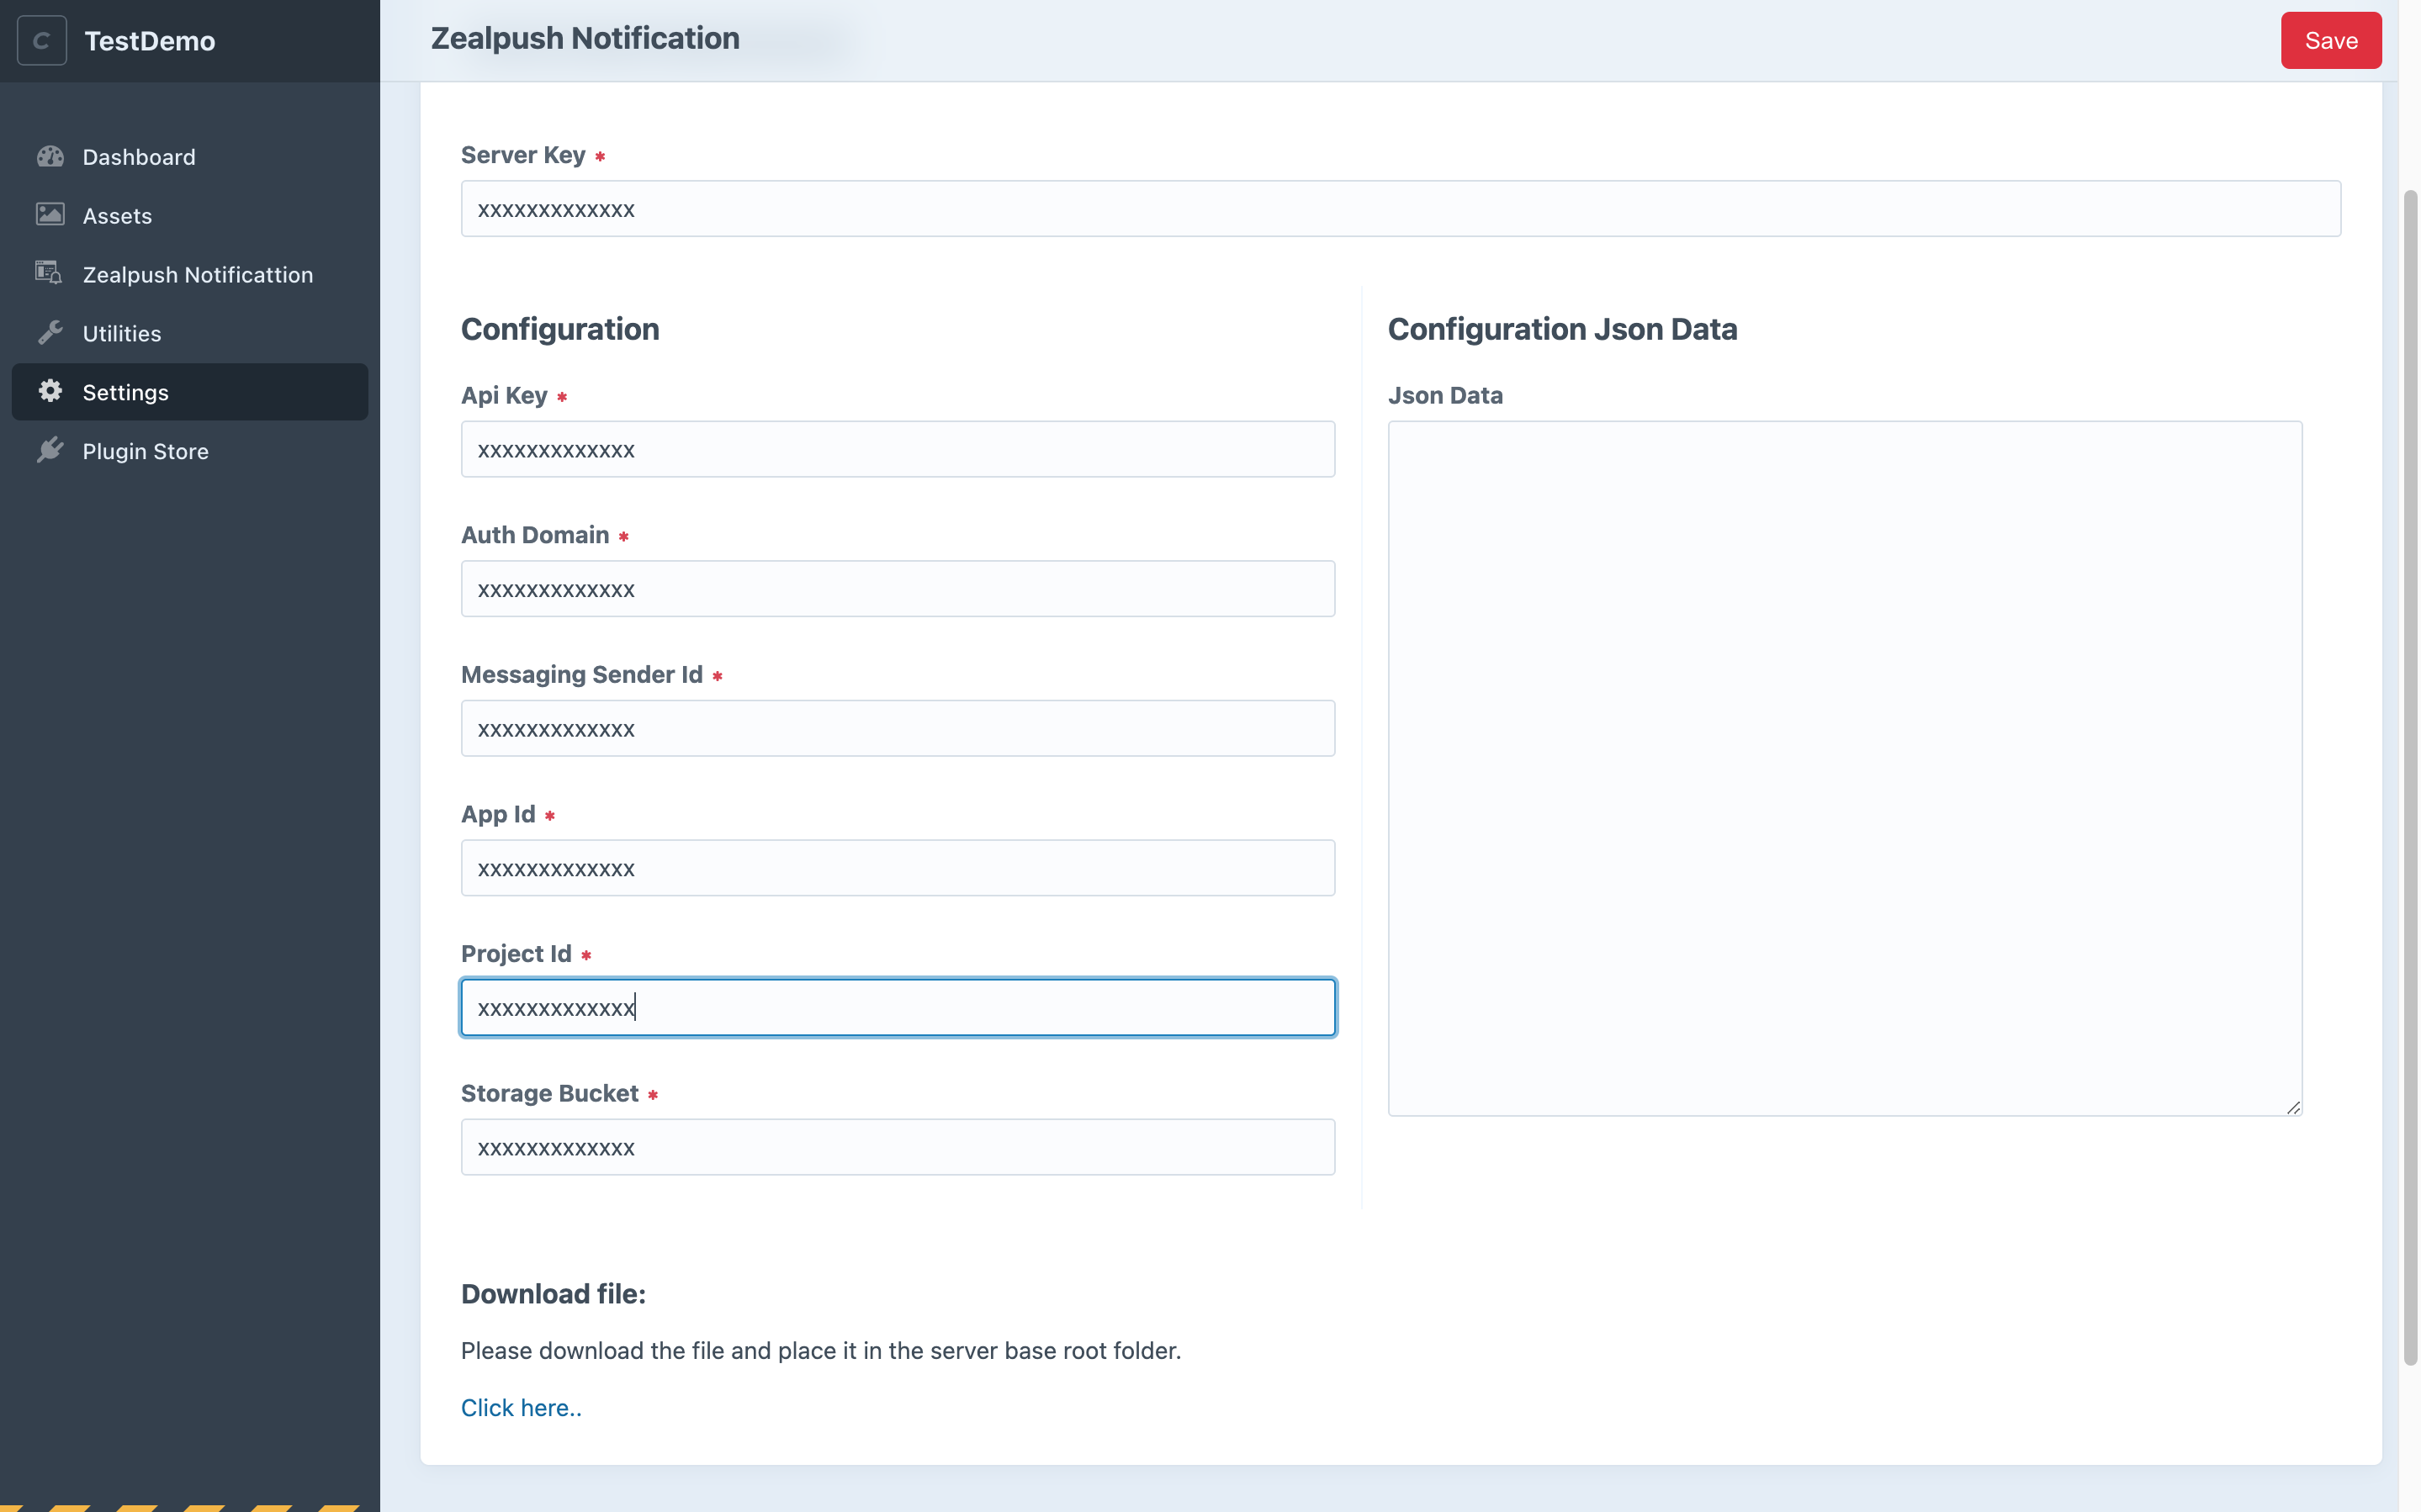 C TestDemo
Dashboard
Assets
Zealpush Notificattion
Utilities
Settings
Plugin Store
Zealpush Notification
Save
Server Key *
xxxxxxxxxxxxx
Configuration
Api Key *
xxxxxxxxxxxxx
Auth Domain *
xxxxxxxxxxxxx
Messaging Sender Id *
xxxxxxxxxxxxx
App Id *
xxxxxxxxxxxxx
Project Id *
xxxxxxxxxxxxx
Storage Bucket *
xxxxxxxxxxxxx
Configuration Json Data
Json Data
Download file:
Please download the file and place it in the server base root folder.
Click here..